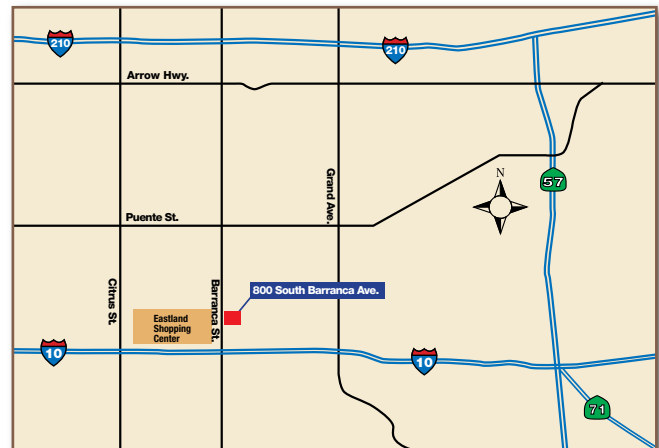 210
210
Arrow Hwy.
N
57
Grand Ave.
Puente St.
Citrus St.
Barranca St.
800 South Barranca Ave.
Eastland
Shopping
Center
10
10
71